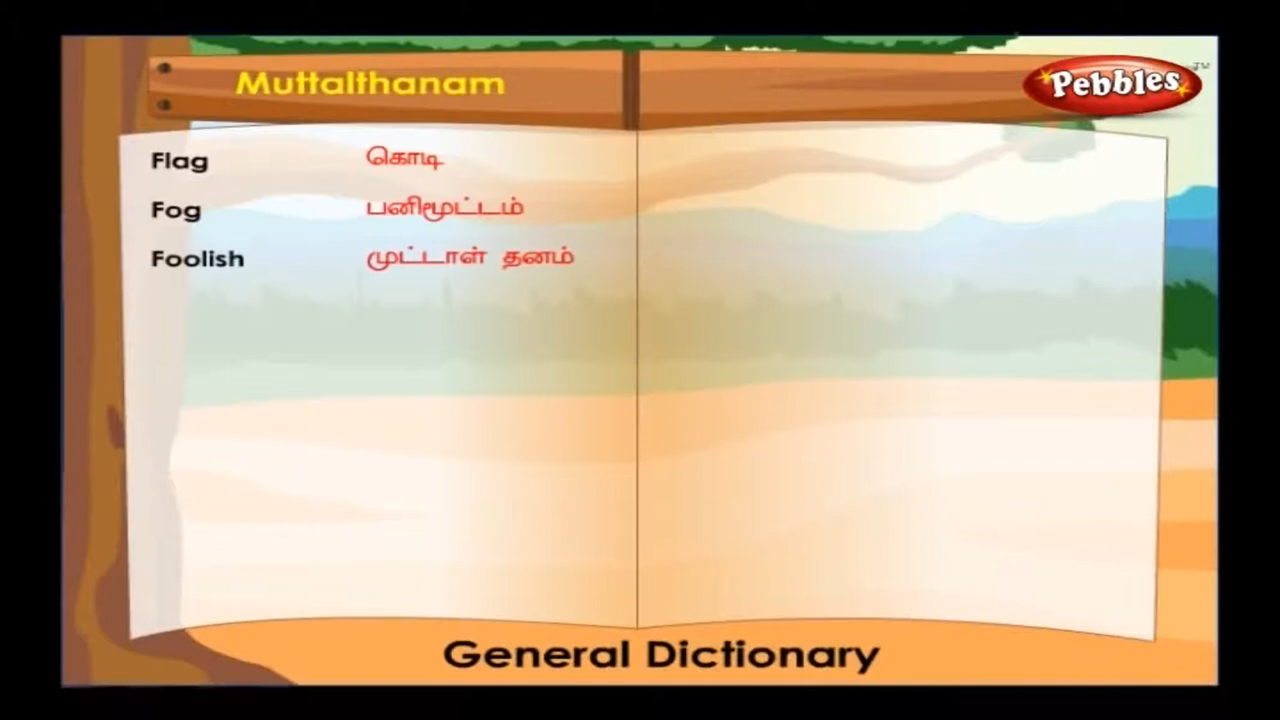 Muttalthanam
Pebbles TM
Flag கொடி
Fog பனிமூட்டம்
Foolish முட்டாள் தனம்
General Dictionary